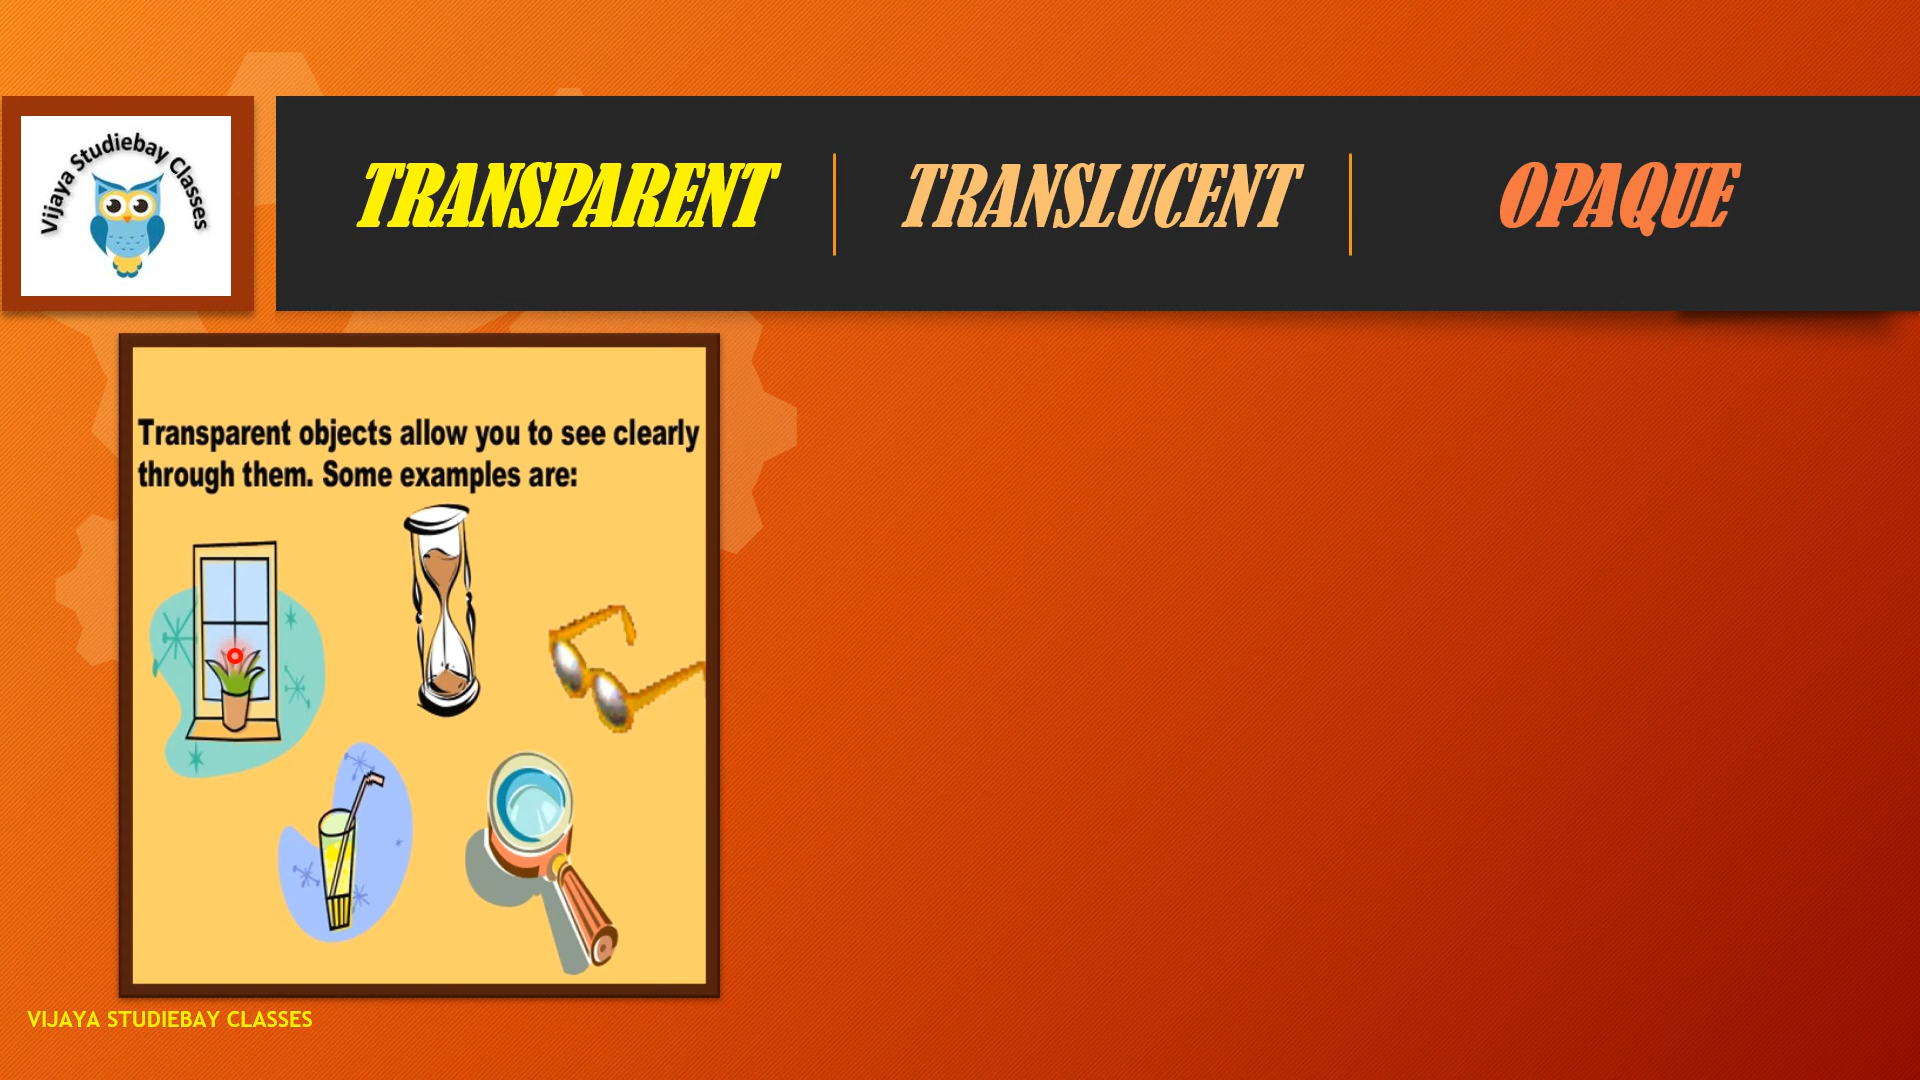 Vijaya Studiebay Classes
TRANSPARENT
TRANSLUCENT
OPAQUE
Transparent objects allow you to see clearly
through them. Some examples are:
VIJAYA STUDIEBAY CLASSES